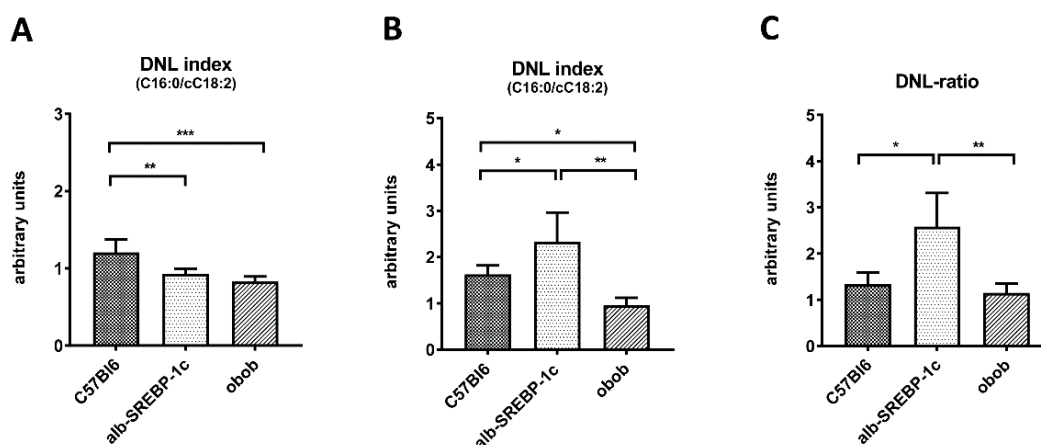 A
DNL index
(C16:0/cC18:2)
arbitrary units
3
2
1
0
***
**
C57Bl6
alb-SREBP-1c
obob
B
DNL index
(C16:0/cC18:2)
arbitrary units
5
4
3
2
1
0
*
*
**
C57Bl6
alb-SREBP-1c
obob
C
DNL-ratio
arbitrary units
5
4
3
2
1
0
*
**
C57Bl6
alb-SREBP-1c
obob